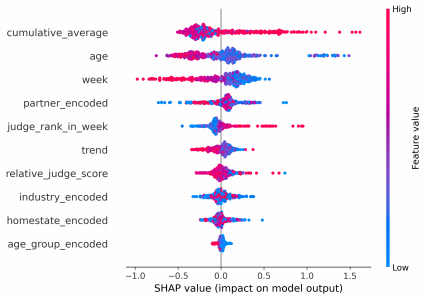 High
cumulative_average
age
week
partner_encoded
judge_rank_in_week
trend
relative_judge_score
industry_encoded
homestate_encoded
age_group_encoded
Feature value
Low
−1.0 −0.5 0.0 0.5 1.0 1.5
SHAP value (impact on model output)